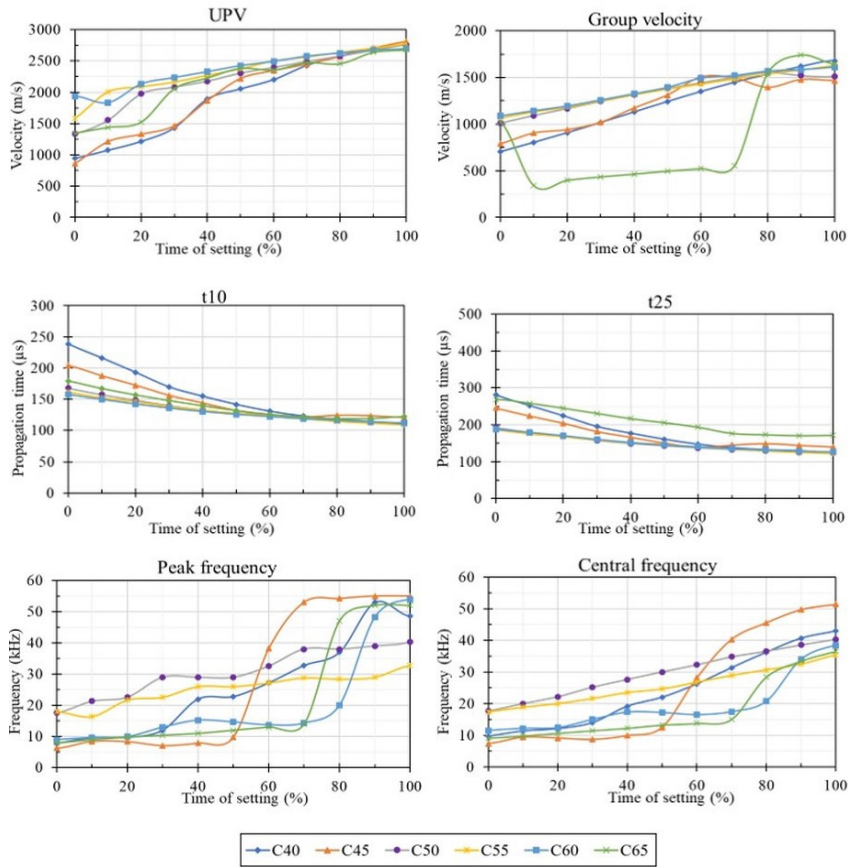 UPV
Group velocity
3000
2500
2000
1500
1000
500
0
Velocity (m/s)
0 20 40 60 80 100
Time of setting (%)
2000
1500
1000
500
0
Velocity (m/s)
0 20 40 60 80 100
Time of setting (%)
t10
t25
300
250
200
150
100
50
0
Propagation time (µs)
0 20 40 60 80 100
Time of setting (%)
500
400
300
200
100
0
Propagation time (µs)
0 20 40 60 80 100
Time of setting (%)
Peak frequency
Central frequency
60
50
40
30
20
10
0
Frequency (kHz)
0 20 40 60 80 100
Time of setting (%)
60
50
40
30
20
10
0
Frequency (kHz)
0 20 40 60 80 100
Time of setting (%)
C40 C45 C50 C55 C60 C65